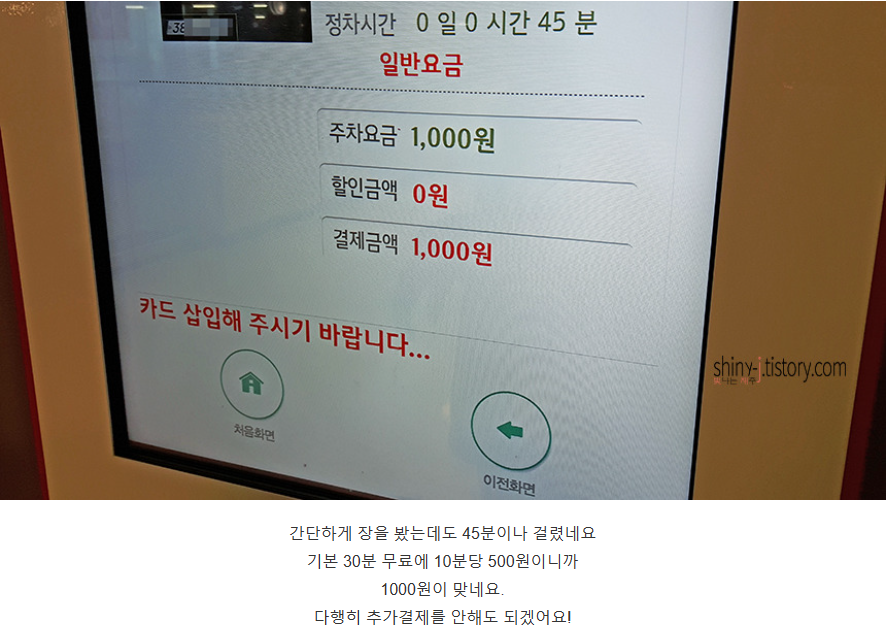 38
정차시간 0 일 0 시간 45 분
일반요금
주차요금 1,000원
할인금액 0원
결제금액 1,000원
카드 삽입해 주시기 바랍니다...
처음화면
이전화면
shiny-j.tistory.com
간단하게 장을 봤는데도 45분이나 걸렸네요
기본 30분 무료에 10분당 500원이니까
1000원이 맞네요.
다행히 추가결제를 안해도 되겠어요!